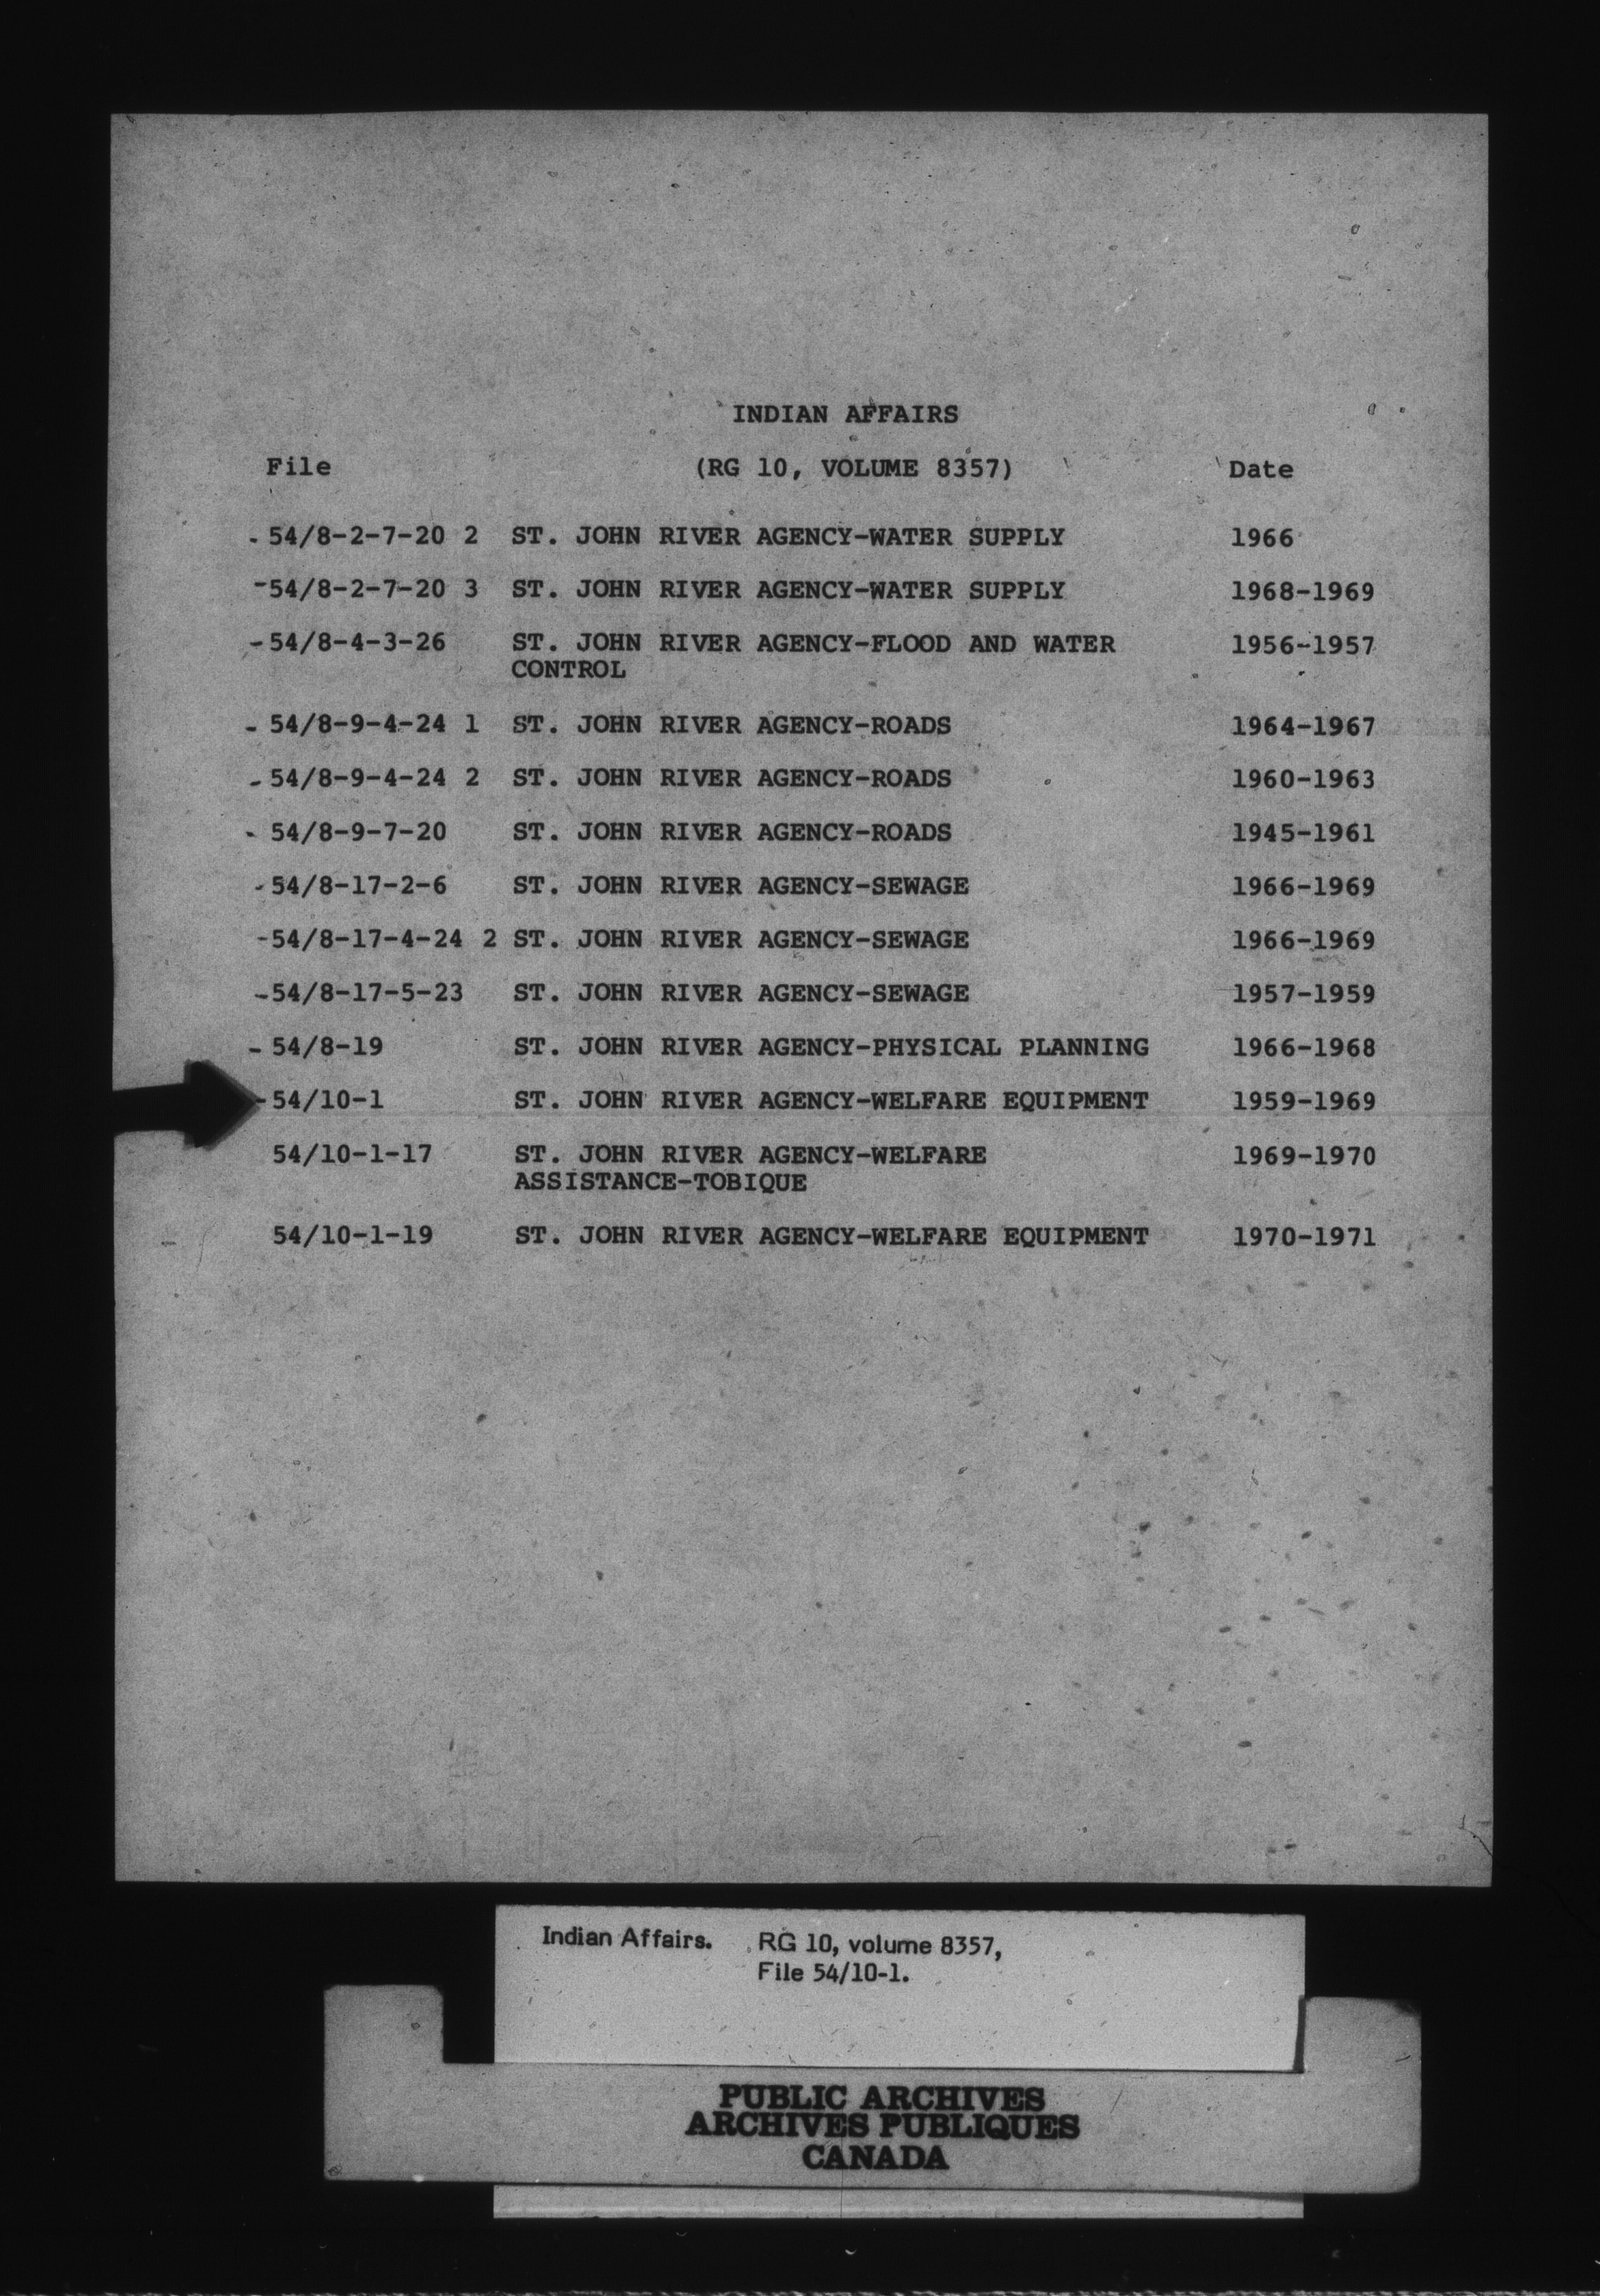 INDIAN AFFAIRS
File (RG 10, VOLUME 8357) Date
- 54/8-2-7-20 2 ST. JOHN RIVER AGENCY-WATER SUPPLY 1966
- 54/8-2-7-20 3 ST. JOHN RIVER AGENCY-WATER SUPPLY 1968-1969
- 54/8-4-3-26 ST. JOHN RIVER AGENCY-FLOOD AND WATER 1956-1957
CONTROL
- 54/8-9-4-24 1 ST. JOHN RIVER AGENCY-ROADS 1964-1967
- 54/8-9-4-24 2 ST. JOHN RIVER AGENCY-ROADS 1960-1963
- 54/8-9-7-20 ST. JOHN RIVER AGENCY-ROADS 1945-1961
- 54/8-17-2-6 ST. JOHN RIVER AGENCY-SEWAGE 1966-1969
- 54/8-17-4-24 2 ST. JOHN RIVER AGENCY-SEWAGE 1966-1969
- 54/8-17-5-23 ST. JOHN RIVER AGENCY-SEWAGE 1957-1959
- 54/8-19 ST. JOHN RIVER AGENCY-PHYSICAL PLANNING 1966-1968
- 54/10-1 ST. JOHN RIVER AGENCY-WELFARE EQUIPMENT 1959-1969
54/10-1-17 ST. JOHN RIVER AGENCY-WELFARE 1969-1970
ASSISTANCE-TOBIQUE
54/10-1-19 ST. JOHN RIVER AGENCY-WELFARE EQUIPMENT 1970-1971
Indian Affairs. RG 10, volume 8357,
File 54/10-1.
PUBLIC ARCHIVES
ARCHIVES PUBLIQUES
CANADA